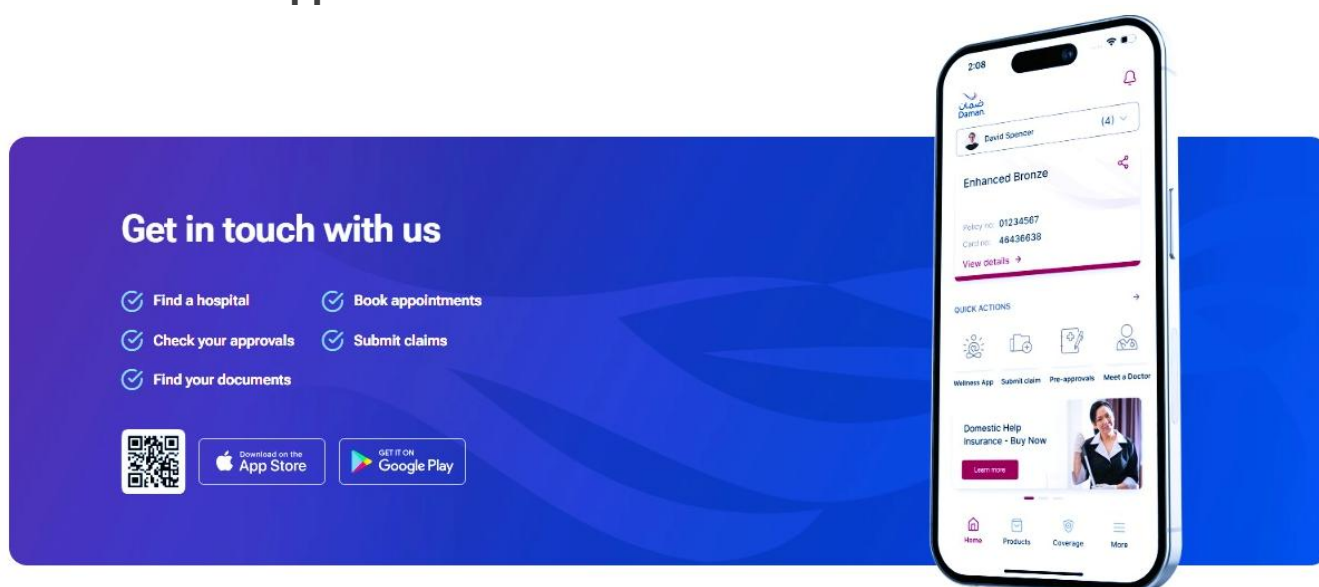 Get in touch with us
Find a hospital
Book appointments
Check your approvals
Submit claims
Find your documents
Download on the
App Store
GET IT ON
Google Play
2:08
ضمان
Daman
David Spencer
(4)
Enhanced Bronze
Policy no: 01234567
Card no: 46436638
View details →
QUICK ACTIONS
Wellness App
Submit claim
Pre-approvals
Meet a Doctor
Domestic Help
Insurance - Buy Now
Learn more
Home
Products
Coverage
More